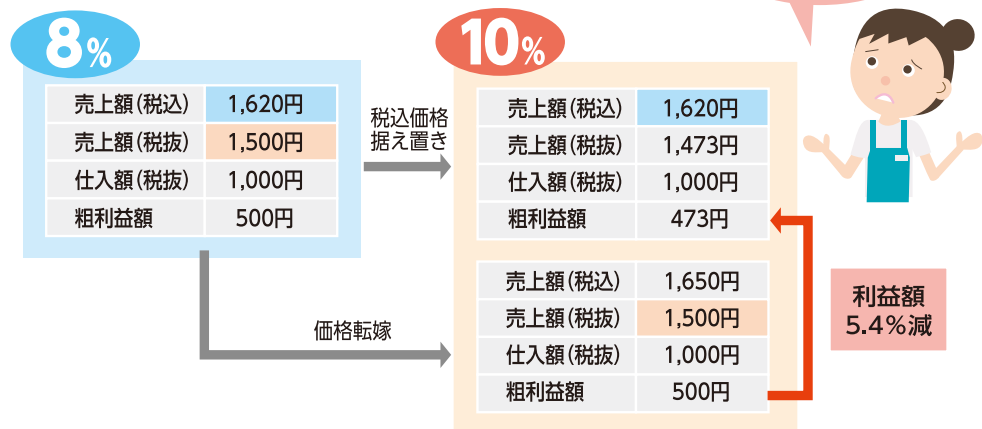 8%
売上額(税込) 1,620円
売上額(税抜) 1,500円
仕入額(税抜) 1,000円
粗利益額 500円
税込価格
据え置き
価格転嫁
10%
売上額(税込) 1,620円
売上額(税抜) 1,473円
仕入額(税抜) 1,000円
粗利益額 473円
売上額(税込) 1,650円
売上額(税抜) 1,500円
仕入額(税抜) 1,000円
粗利益額 500円
利益額
5.4%減